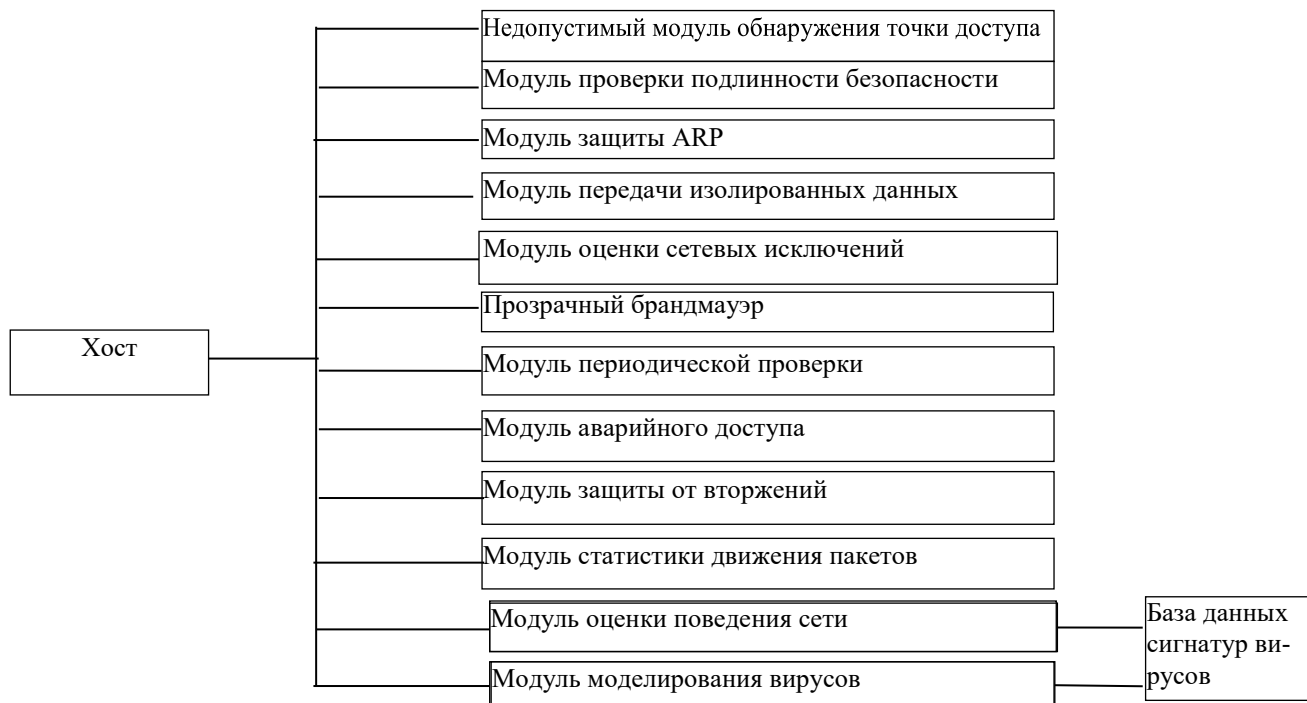 Недопустимый модуль обнаружения точки доступа
Модуль проверки подлинности безопасности
Модуль защиты ARP
Модуль передачи изолированных данных
Модуль оценки сетевых исключений
Прозрачный брандмауэр
Хост
Модуль периодической проверки
Модуль аварийного доступа
Модуль защиты от вторжений
Модуль статистики движения пакетов
Модуль оценки поведения сети
Модуль моделирования вирусов
База данных
сигнатур ви-
русов